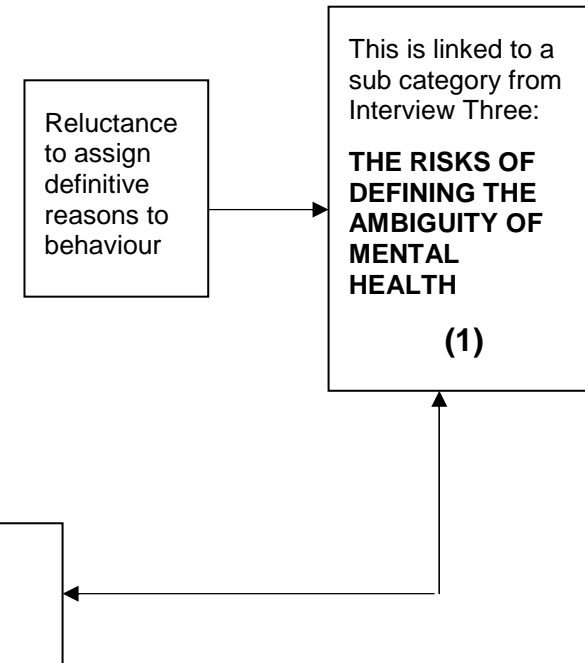 Reluctance
to assign
definitive
reasons to
behaviour
This is linked to a
sub category from
Interview Three:
THE RISKS OF
DEFINING THE
AMBIGUITY OF
MENTAL
HEALTH
(1)